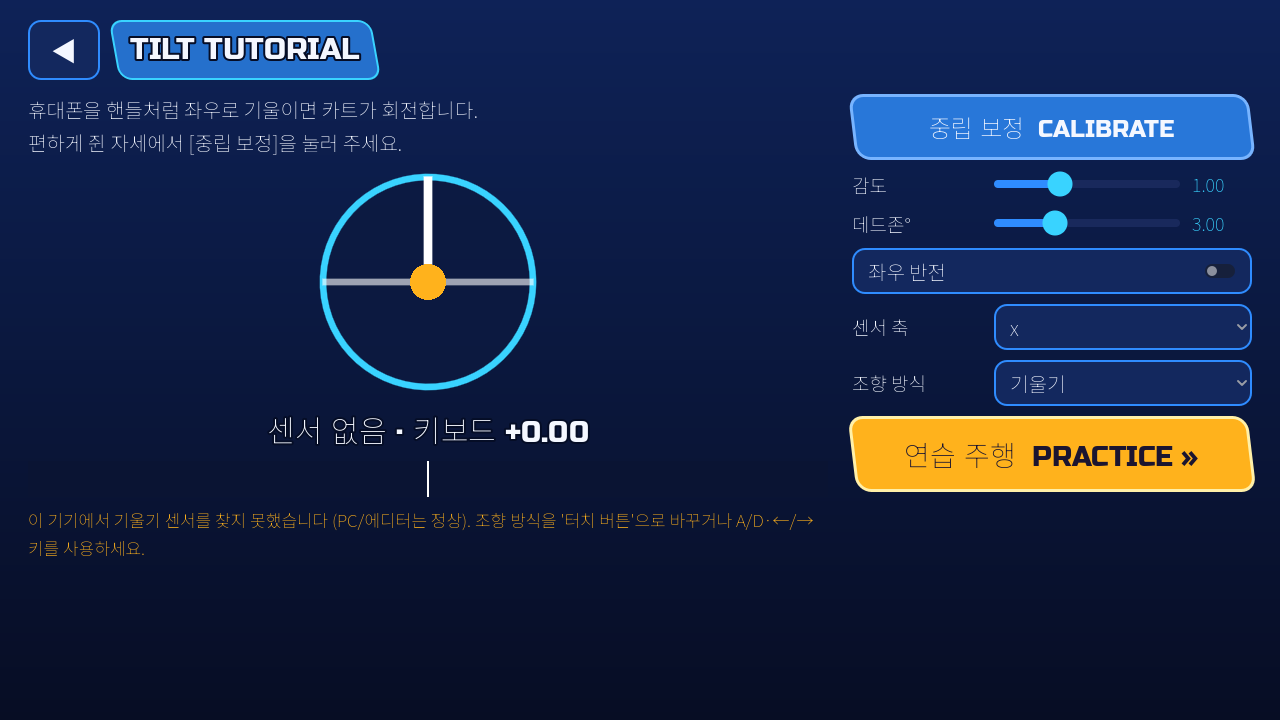 TILT TUTORIAL
휴대폰을 핸들처럼 좌우로 기울이면 카트가 회전합니다.
편하게 쥔 자세에서 [중립 보정]을 눌러 주세요.
센서 없음 · 키보드 +0.00
이 기기에서 기울기 센서를 찾지 못했습니다 (PC/에디터는 정상). 조향 방식을 '터치 버튼'으로 바꾸거나 A/D·←/→
키를 사용하세요.
중립 보정 CALIBRATE
감도 1.00
데드존° 3.00
좌우 반전
센서 축 x
조향 방식 기울기
연습 주행 PRACTICE »